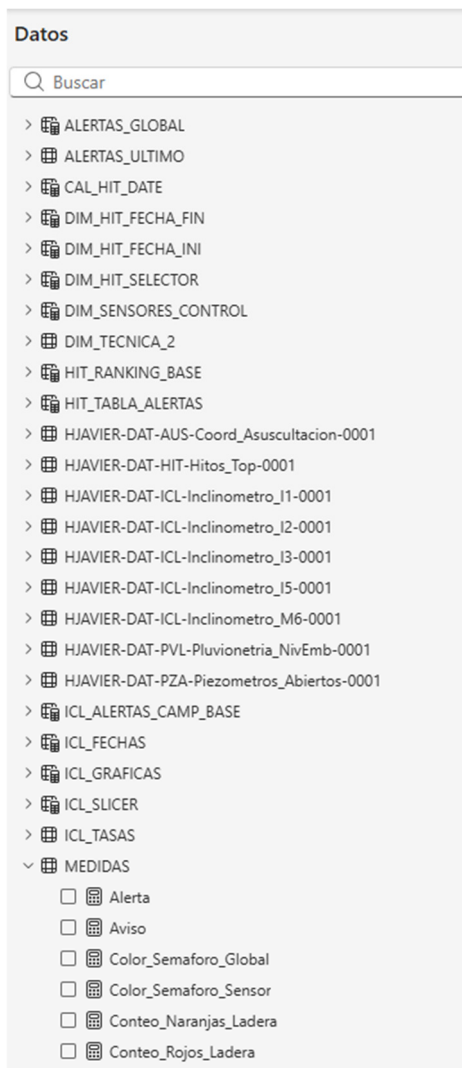 Datos
Buscar
ALERTAS_GLOBAL
ALERTAS_ULTIMO
CAL_HIT_DATE
DIM_HIT_FECHA_FIN
DIM_HIT_FECHA_INI
DIM_HIT_SELECTOR
DIM_SENSORES_CONTROL
DIM_TECNICA_2
HIT_RANKING_BASE
HIT_TABLA_ALERTAS
HJAVIER-DAT-AUS-Coord_Asuscultacion-0001
HJAVIER-DAT-HIT-Hitos_Top-0001
HJAVIER-DAT-ICL-Inclinometro_I1-0001
HJAVIER-DAT-ICL-Inclinometro_I2-0001
HJAVIER-DAT-ICL-Inclinometro_I3-0001
HJAVIER-DAT-ICL-Inclinometro_I5-0001
HJAVIER-DAT-ICL-Inclinometro_M6-0001
HJAVIER-DAT-PVL-Pluvionetria_NivEmb-0001
HJAVIER-DAT-PZA-Piezometros_Abiertos-0001
ICL_ALERTAS_CAMP_BASE
ICL_FECHAS
ICL_GRAFICAS
ICL_SLICER
ICL_TASAS
MEDIDAS
Alerta
Aviso
Color_Semaforo_Global
Color_Semaforo_Sensor
Conteo_Naranjas_Ladera
Conteo_Rojos_Ladera